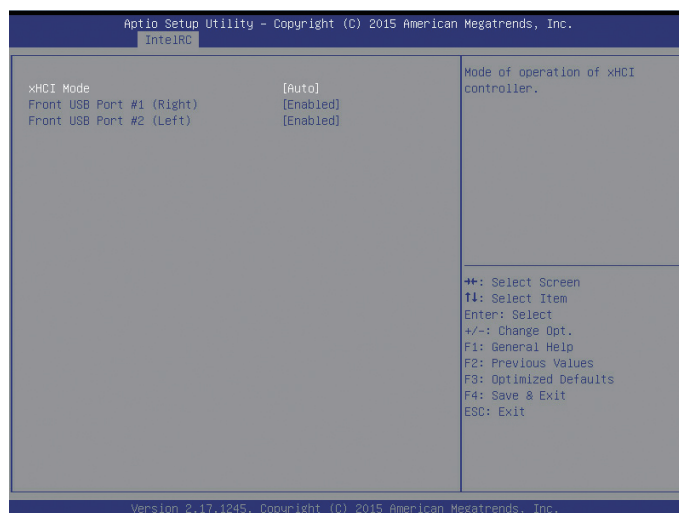 Aptio Setup Utility – Copyright (C) 2015 American Megatrends, Inc.
IntelRC
xHCI Mode [Auto]
Front USB Port #1 (Right) [Enabled]
Front USB Port #2 (Left) [Enabled]
Mode of operation of xHCI
controller.
→←: Select Screen
↑↓: Select Item
Enter: Select
+/-: Change Opt.
F1: General Help
F2: Previous Values
F3: Optimized Defaults
F4: Save & Exit
ESC: Exit
Version 2.17.1245. Copyright (C) 2015 American Megatrends, Inc.